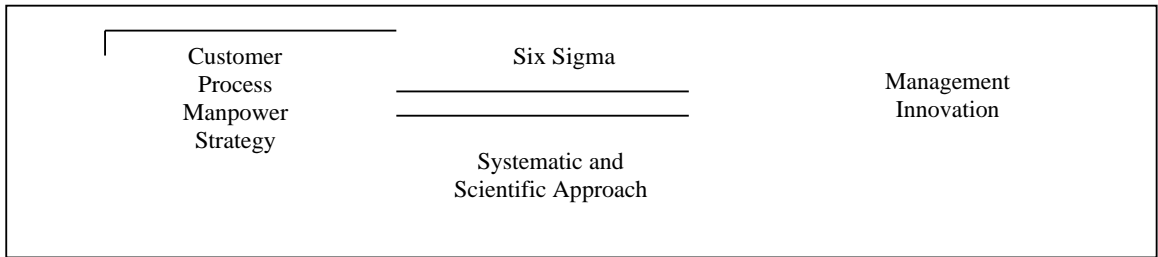 Customer
Process
Manpower
Strategy
Six Sigma
Systematic and
Scientific Approach
Management
Innovation